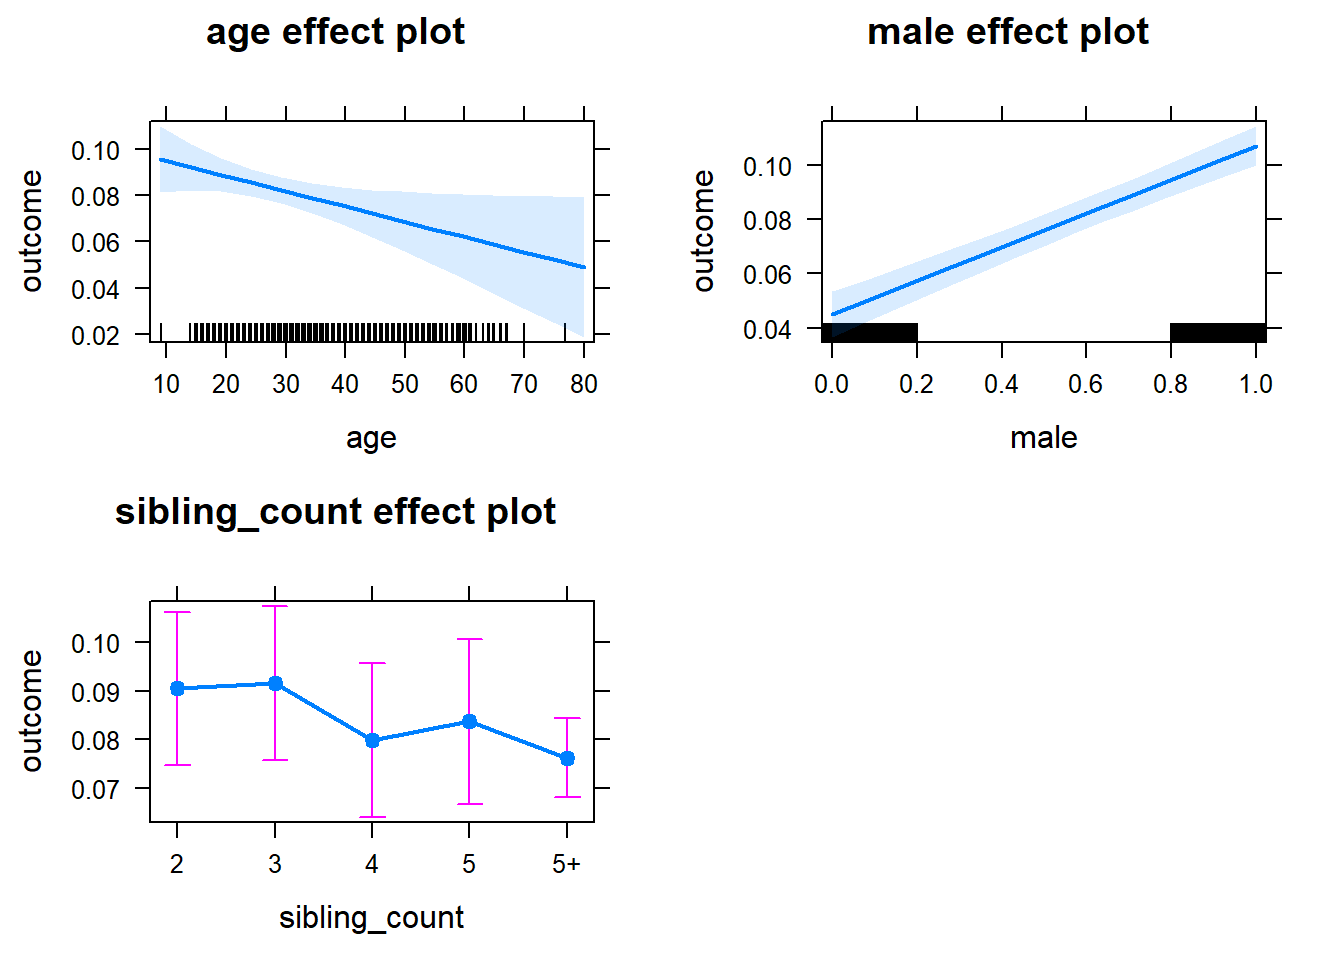 age effect plot
outcome
0.10
0.08
0.06
0.04
0.02
10 20 30 40 50 60 70 80
age
male effect plot
outcome
0.10
0.08
0.06
0.04
0.0 0.2 0.4 0.6 0.8 1.0
male
sibling_count effect plot
outcome
0.10
0.09
0.08
0.07
2 3 4 5 5+
sibling_count